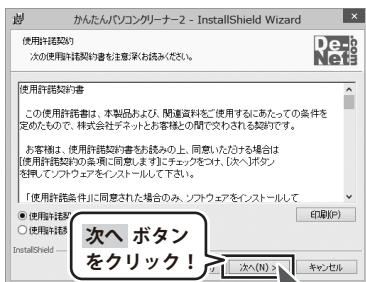 かんたんパソコンクリーナー2 - InstallShield Wizard
使用許諾契約
次の使用許諾契約書を注意深くお読みください。
De-Net
使用許諾契約書
この使用許諾書は、本製品および、関連資料をご使用するにあたっての条件を
定めたもので、株式会社デネットとお客様との間で交わされる契約です。
お客様は、使用許諾契約書をお読みの上、同意いただける場合は
[使用許諾契約の条項に同意します]にチェックをつけ、[次へ]ボタン
を押してソフトウェアをインストールして下さい。
「使用許諾条件」に同意された場合のみ、ソフトウェアをインストールして
使用許諾
印刷(P)
使用許諾
InstallShield
次へ ボタン
をクリック!
次へ(N) >
キャンセル